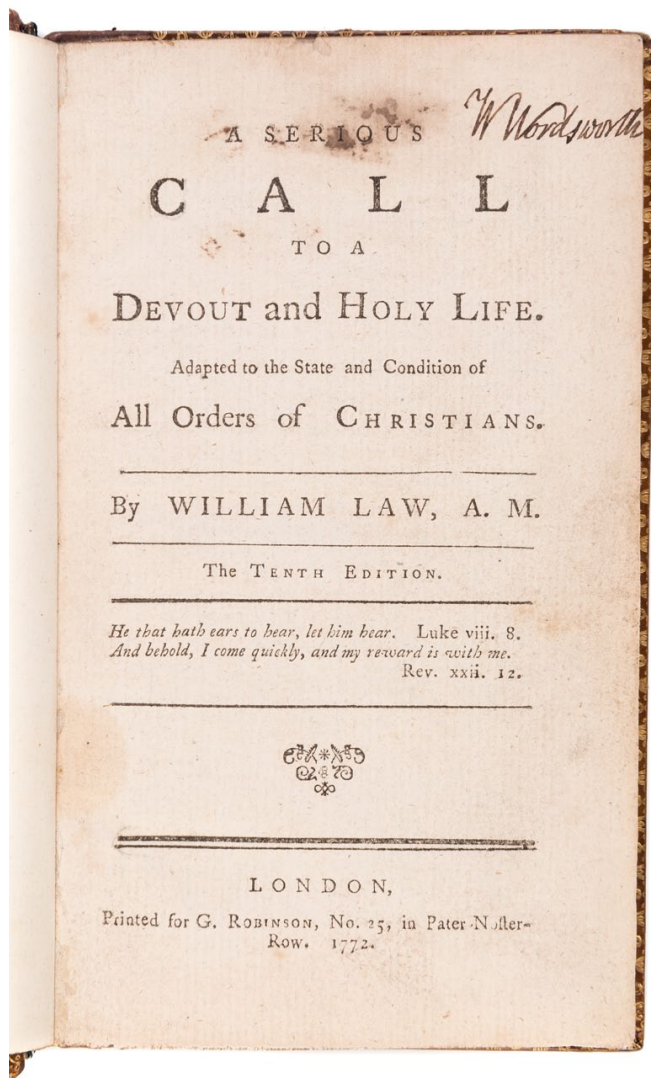 W Wordsworth
A SERIOUS
CALL
TO A
DEVOUT and HOLY LIFE.
Adapted to the State and Condition of
All Orders of CHRISTIANS.
By WILLIAM LAW, A. M.
The TENTH EDITION.
He that hath ears to hear, let him hear. Luke viii. 8.
And behold, I come quickly, and my reward is with me.
Rev. xxii. 12.
LONDON,
Printed for G. ROBINSON, No. 25, in Pater-Noſter-
Row. 1772.